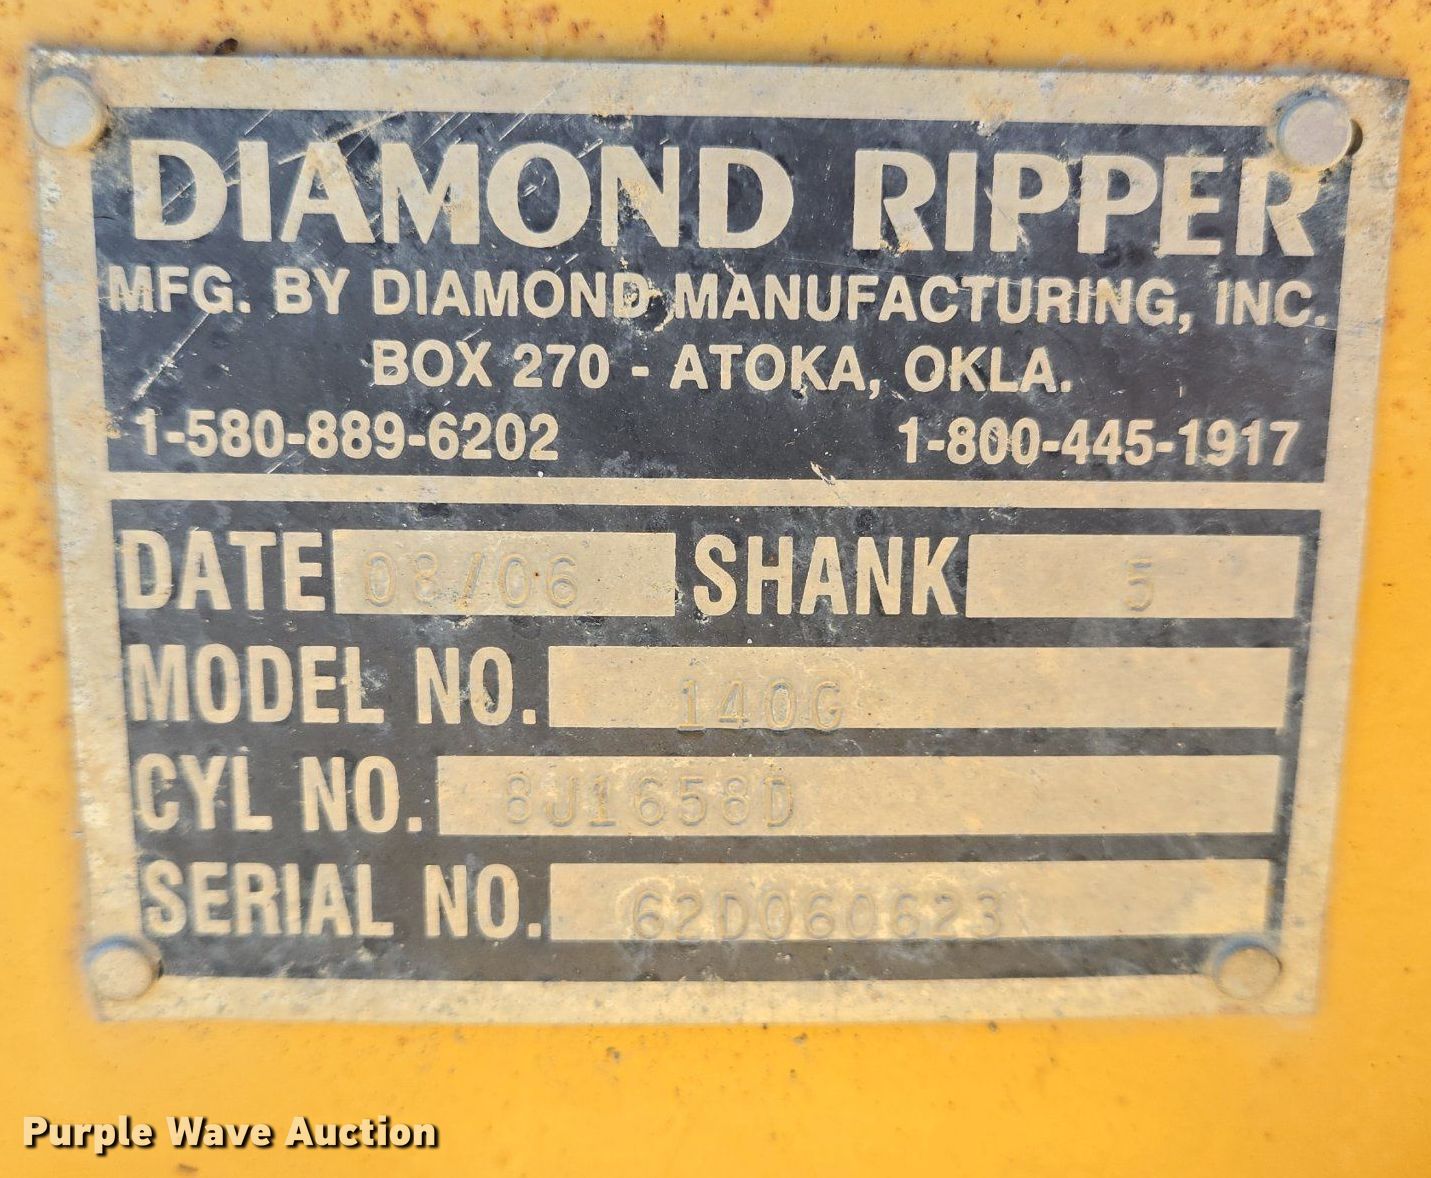 DIAMOND RIPPER
MFG. BY DIAMOND MANUFACTURING, INC.
BOX 270 - ATOKA, OKLA.
1-580-889-6202 1-800-445-1917
DATE 08/06 SHANK 5
MODEL NO. 140G
CYL NO. 8J1658D
SERIAL NO. 62D060623
Purple Wave Auction